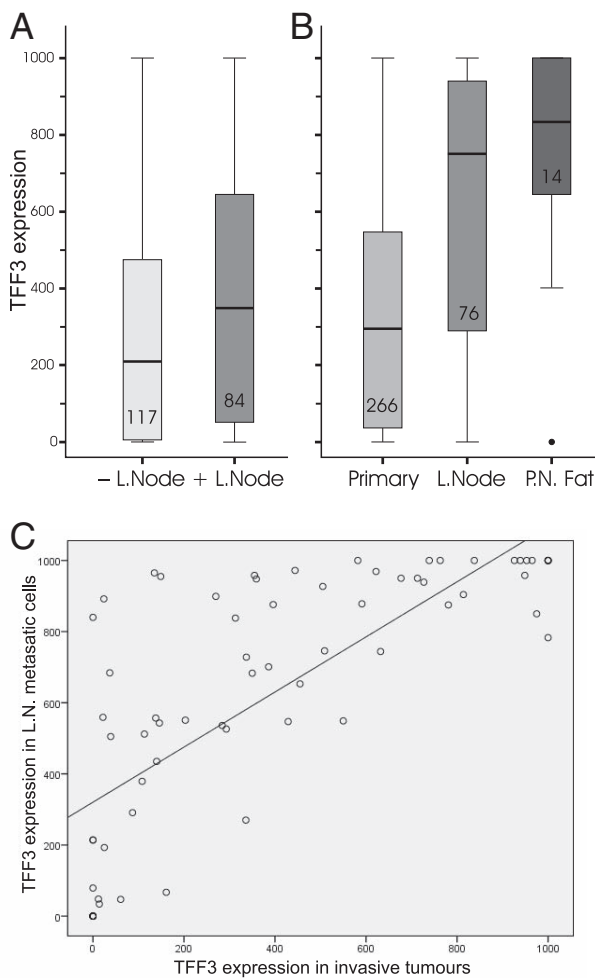 A
B
TFF3 expression
1000
800
600
400
200
0
117
84
266
76
14
– L.Node + L.Node
Primary L.Node P.N. Fat
C
TFF3 expression in L.N. metasatic cells
1000
800
600
400
200
0
0 200 400 600 800 1000
TFF3 expression in invasive tumours